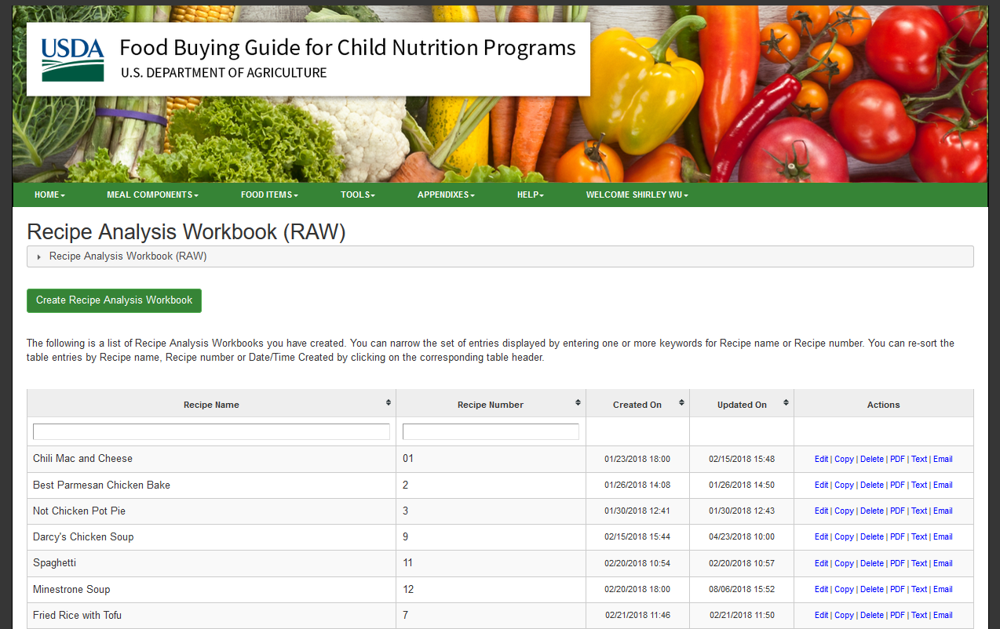 USDA
Food Buying Guide for Child Nutrition Programs
U.S. DEPARTMENT OF AGRICULTURE
HOME MEAL COMPONENTS FOOD ITEMS TOOLS APPENDIXES HELP WELCOME SHIRLEY WU
Recipe Analysis Workbook (RAW)
Recipe Analysis Workbook (RAW)
Create Recipe Analysis Workbook
The following is a list of Recipe Analysis Workbooks you have created. You can narrow the set of entries displayed by entering one or more keywords for Recipe name or Recipe number. You can re-sort the
table entries by Recipe name, Recipe number or Date/Time Created by clicking on the corresponding table header.
Recipe Name Recipe Number Created On Updated On Actions
Chili Mac and Cheese 01 01/23/2018 18:00 02/15/2018 15:48 Edit | Copy | Delete | PDF | Text | Email
Best Parmesan Chicken Bake 2 01/26/2018 14:08 01/26/2018 14:50 Edit | Copy | Delete | PDF | Text | Email
Not Chicken Pot Pie 3 01/30/2018 12:41 01/30/2018 12:43 Edit | Copy | Delete | PDF | Text | Email
Darcy's Chicken Soup 9 02/15/2018 15:44 04/23/2018 10:00 Edit | Copy | Delete | PDF | Text | Email
Spaghetti 11 02/20/2018 10:54 02/20/2018 10:57 Edit | Copy | Delete | PDF | Text | Email
Minestrone Soup 12 02/20/2018 18:00 08/06/2018 15:52 Edit | Copy | Delete | PDF | Text | Email
Fried Rice with Tofu 7 02/21/2018 11:46 02/21/2018 11:50 Edit | Copy | Delete | PDF | Text | Email